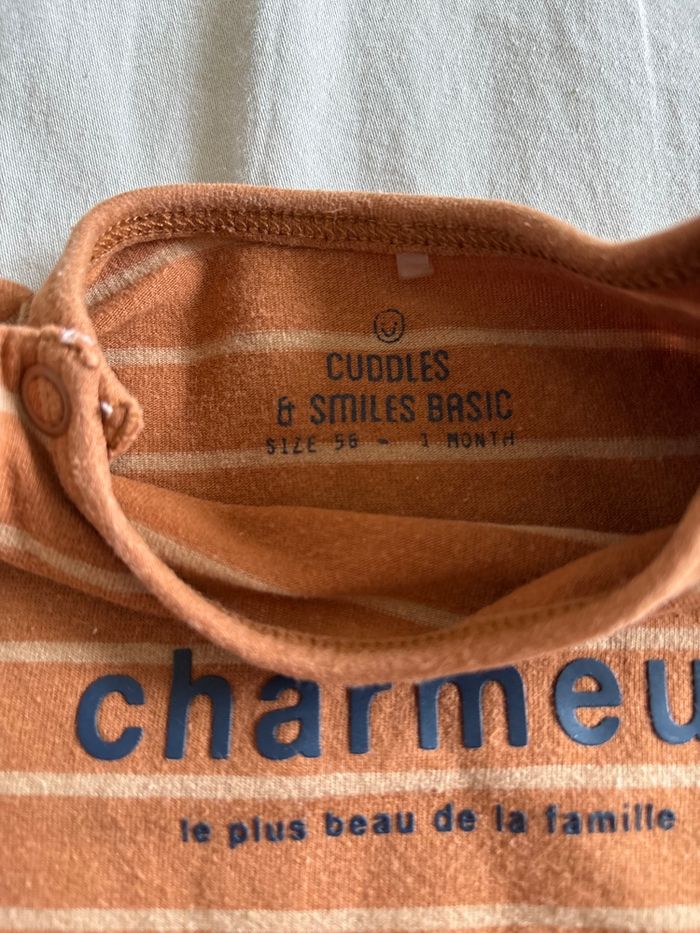 CUDDLES
& SMILES BASIC
SIZE 56 - 1 MONTH
charmeu
le plus beau de la famille